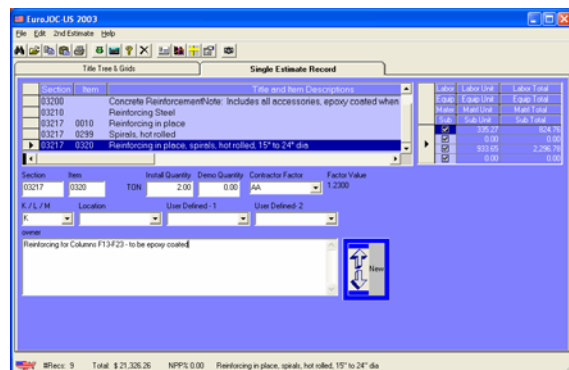 EuroJOC-US 2003
File Edit 2nd Estimate Help
Title Tree & Grids Single Estimate Record
Section Item Title and Item Descriptions
03200 Concrete ReinforcementNote: Includes all accessories, epoxy coated when
03210 Reinforcing Steel
03217 0010 Reinforcing in place
03217 0299 Spirals, hot rolled
03217 0320 Reinforcing in place, spirals, hot rolled, 15" to 24" dia
Labor Labor Unit Labor Total
Equip Equip Unit Equip Total
Mater Matrl Unit Matrl Total
Sub Sub Unit Sub Total
335.27 824.76
0.00 0.00
933.65 2,296.78
0.00 0.00
Section Item Install Quantity Demo Quantity Contractor Factor Factor Value
03217 0320 TON 2.00 0.00 AA 1.2300
K / L / M Location User Defined - 1 User Defined- 2
K
owner
Reinforcing for Columns F13-F23 - to be epoxy coated
New
#Recs: 9 Total: $ 21,326.26 NPP% 0.00 Reinforcing in place, spirals, hot rolled, 15" to 24" dia